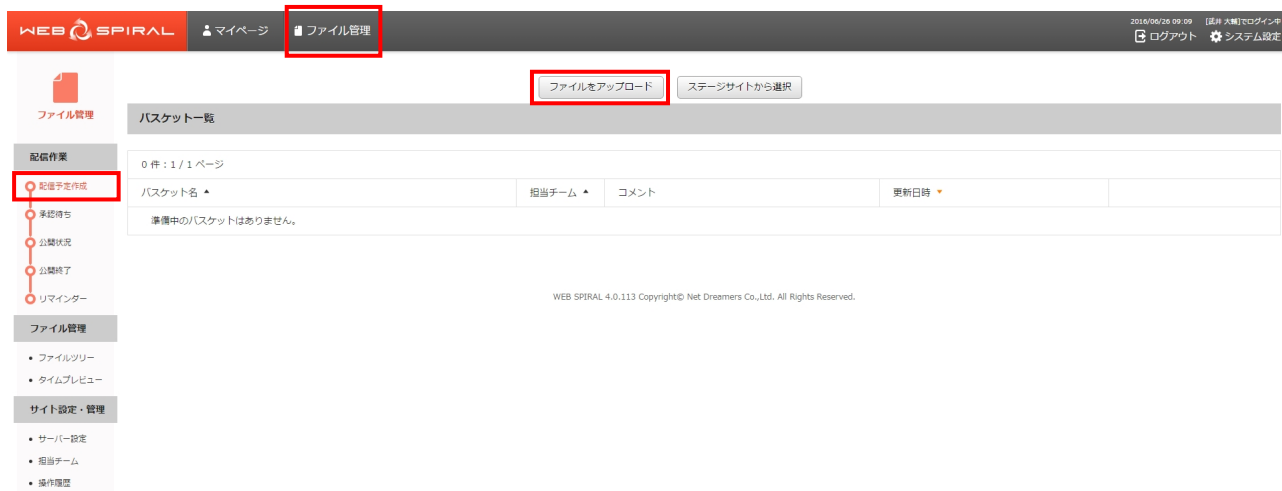 WEB SPIRAL
マイページ
ファイル管理
2016/06/26 09:09 [武井 大輔]でログイン中
ログアウト システム設定
ファイル管理
ファイルをアップロード
ステージサイトから選択
バスケット一覧
配信作業
配信予定作成
承認待ち
公開状況
公開終了
リマインダー
0 件 : 1 / 1 ページ
バスケット名 ▲ 担当チーム ▲ コメント 更新日時 ▼
準備中のバスケットはありません。
ファイル管理
• ファイルツリー
• タイムプレビュー
サイト設定・管理
• サーバー設定
• 担当チーム
• 操作履歴
WEB SPIRAL 4.0.113 Copyright© Net Dreamers Co.,Ltd. All Rights Reserved.